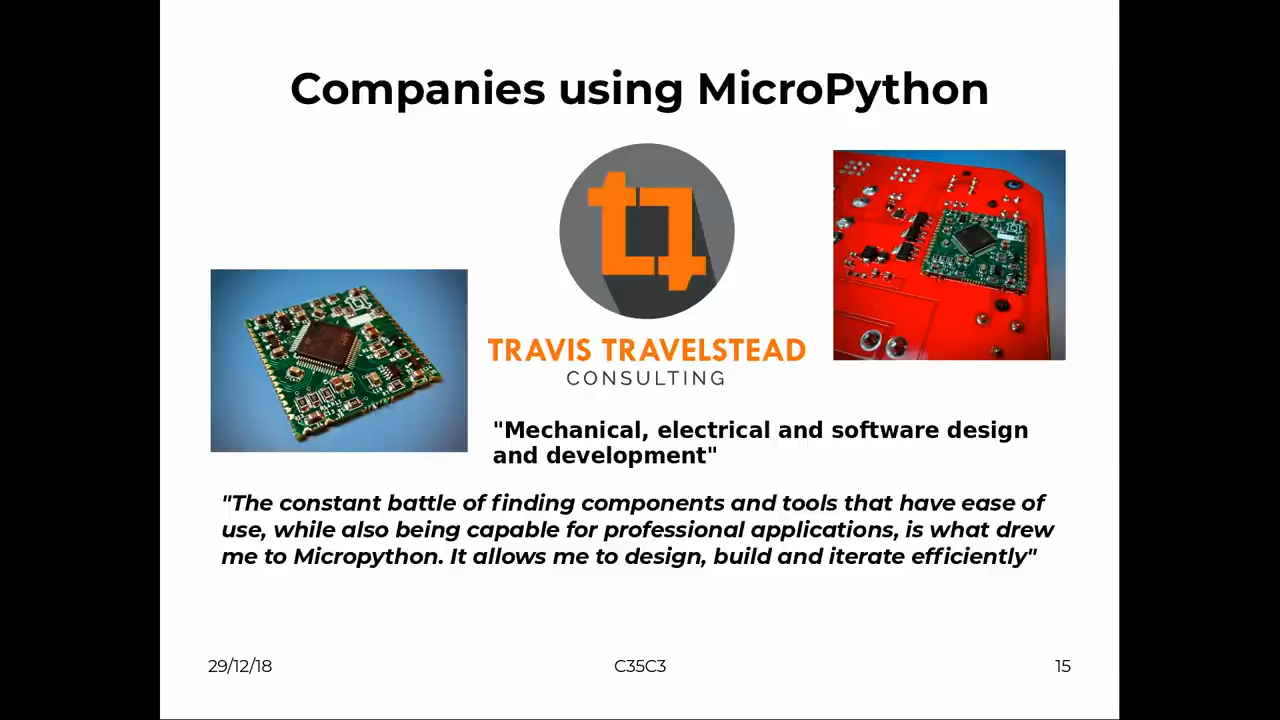 Companies using MicroPython
TRAVIS TRAVELSTEAD
CONSULTING
"Mechanical, electrical and software design
and development"
"The constant battle of finding components and tools that have ease of
use, while also being capable for professional applications, is what drew
me to Micropython. It allows me to design, build and iterate efficiently"
29/12/18
C35C3
15